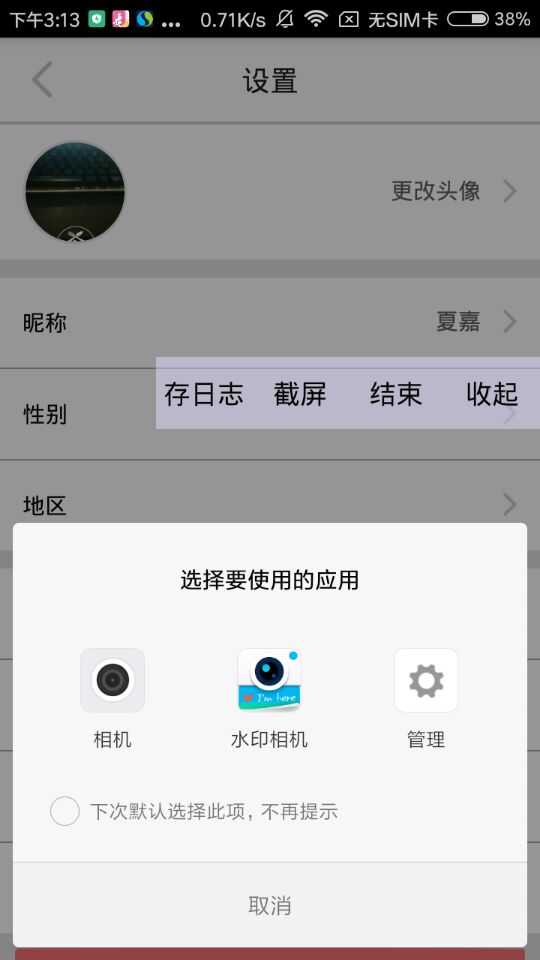 下午3:13 ... 0.71K/s 无SIM卡 38%
设置
更改头像
昵称 夏嘉
存日志 截屏 结束 收起
性别
地区
选择要使用的应用
I'm here
相机 水印相机 管理
下次默认选择此项，不再提示
取消